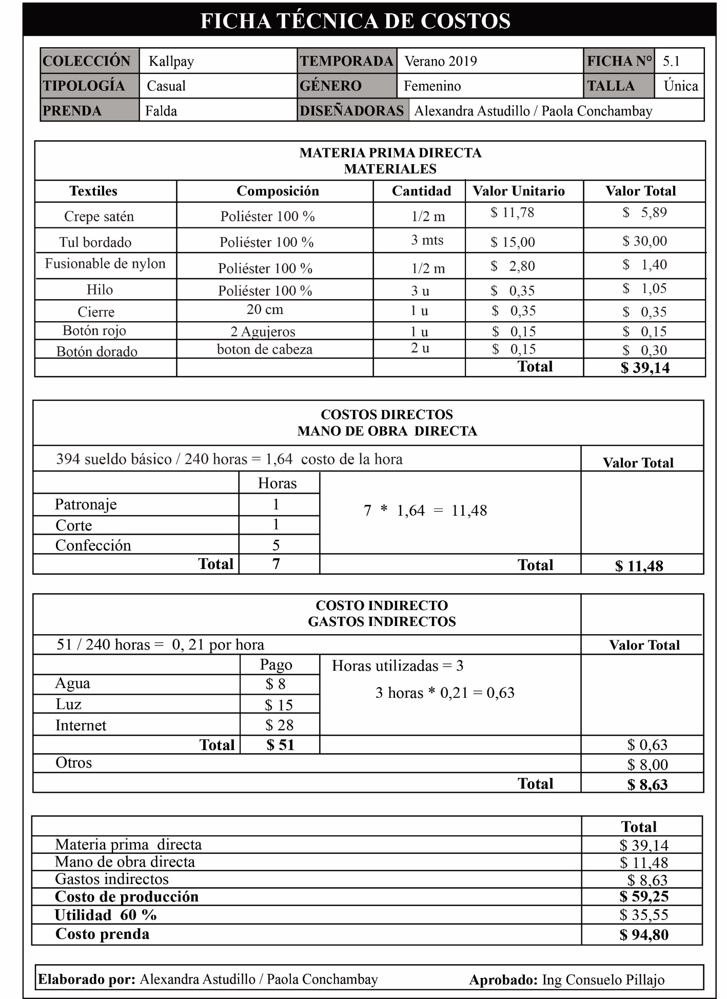 FICHA TÉCNICA DE COSTOS
COLECCIÓN Kallpay TEMPORADA Verano 2019 FICHA N° 5.1
TIPOLOGÍA Casual GÉNERO Femenino TALLA Única
PRENDA Falda DISEÑADORAS Alexandra Astudillo / Paola Conchambay
MATERIA PRIMA DIRECTA
MATERIALES
Textiles Composición Cantidad Valor Unitario Valor Total
Crepe satén Poliéster 100 % 1/2 m $ 11,78 $ 5,89
Tul bordado Poliéster 100 % 3 mts $ 15,00 $ 30,00
Fusionable de nylon Poliéster 100 % 1/2 m $ 2,80 $ 1,40
Hilo Poliéster 100 % 3 u $ 0,35 $ 1,05
Cierre 20 cm 1 u $ 0,35 $ 0,35
Botón rojo 2 Agujeros 1 u $ 0,15 $ 0,15
Botón dorado boton de cabeza 2 u $ 0,15 $ 0,30
Total $ 39,14
COSTOS DIRECTOS
MANO DE OBRA DIRECTA
394 sueldo básico / 240 horas = 1,64 costo de la hora Valor Total
Horas
Patronaje 1
7 * 1,64 = 11,48
Corte 1
Confección 5
Total 7 Total $ 11,48
COSTO INDIRECTO
GASTOS INDIRECTOS
51 / 240 horas = 0, 21 por hora Valor Total
Pago Horas utilizadas = 3
Agua $ 8
3 horas * 0,21 = 0,63
Luz $ 15
Internet $ 28
Total $ 51 $ 0,63
Otros $ 8,00
Total $ 8,63
Total
Materia prima directa $ 39,14
Mano de obra directa $ 11,48
Gastos indirectos $ 8,63
Costo de producción $ 59,25
Utilidad 60 % $ 35,55
Costo prenda $ 94,80
Elaborado por: Alexandra Astudillo / Paola Conchambay Aprobado: Ing Consuelo Pillajo